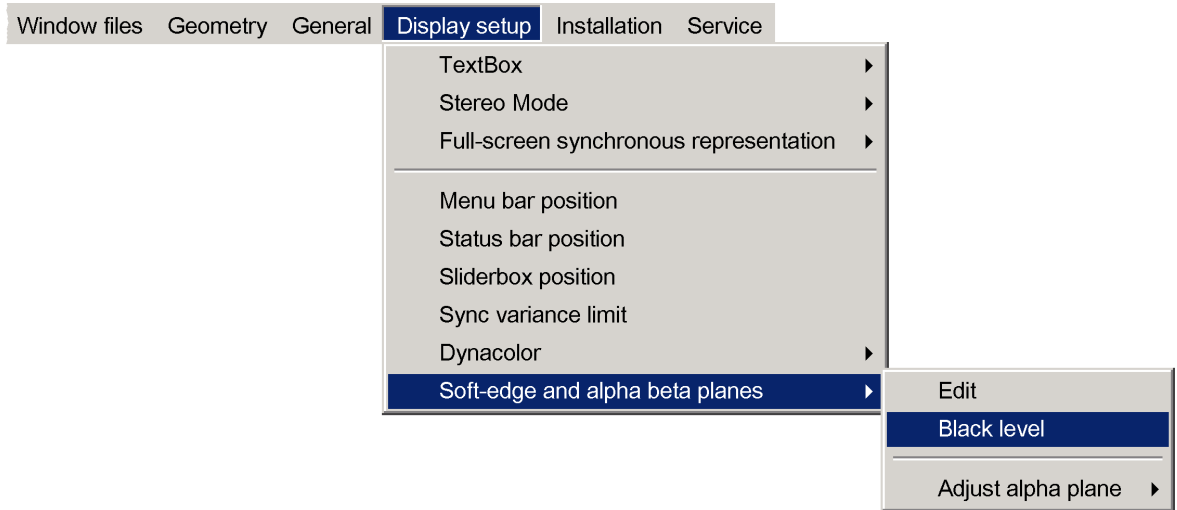 Window files Geometry General Display setup Installation Service
TextBox
Stereo Mode
Full-screen synchronous representation
Menu bar position
Status bar position
Sliderbox position
Sync variance limit
Dynacolor
Soft-edge and alpha beta planes
Edit
Black level
Adjust alpha plane